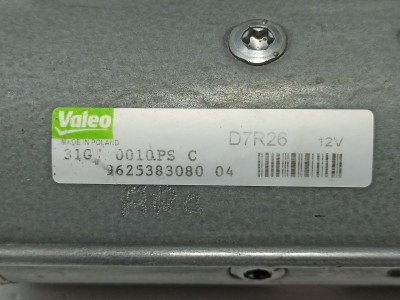 Valeo
MADE IN POLAND
D7R26 12V
31GJ 0010PS C
9625383080 04